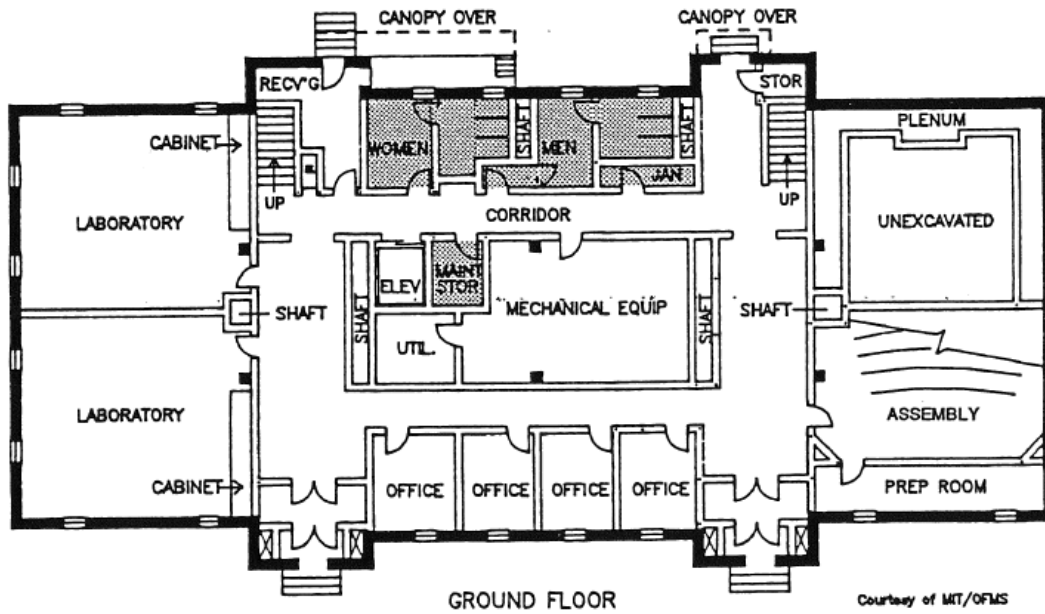 CANOPY OVER
CANOPY OVER
RECV'G
STOR
CABINET
WOMEN
SHAFT
MEN
SHAFT
PLENUM
JAN
UP
UP
LABORATORY
CORRIDOR
UNEXCAVATED
ELEV
MAINT
STOR
SHAFT
SHAFT
MECHANICAL EQUIP
SHAFT
SHAFT
UTIL.
LABORATORY
ASSEMBLY
CABINET
OFFICE
OFFICE
OFFICE
OFFICE
PREP ROOM
GROUND FLOOR
Courtesy of MIT/OFMS